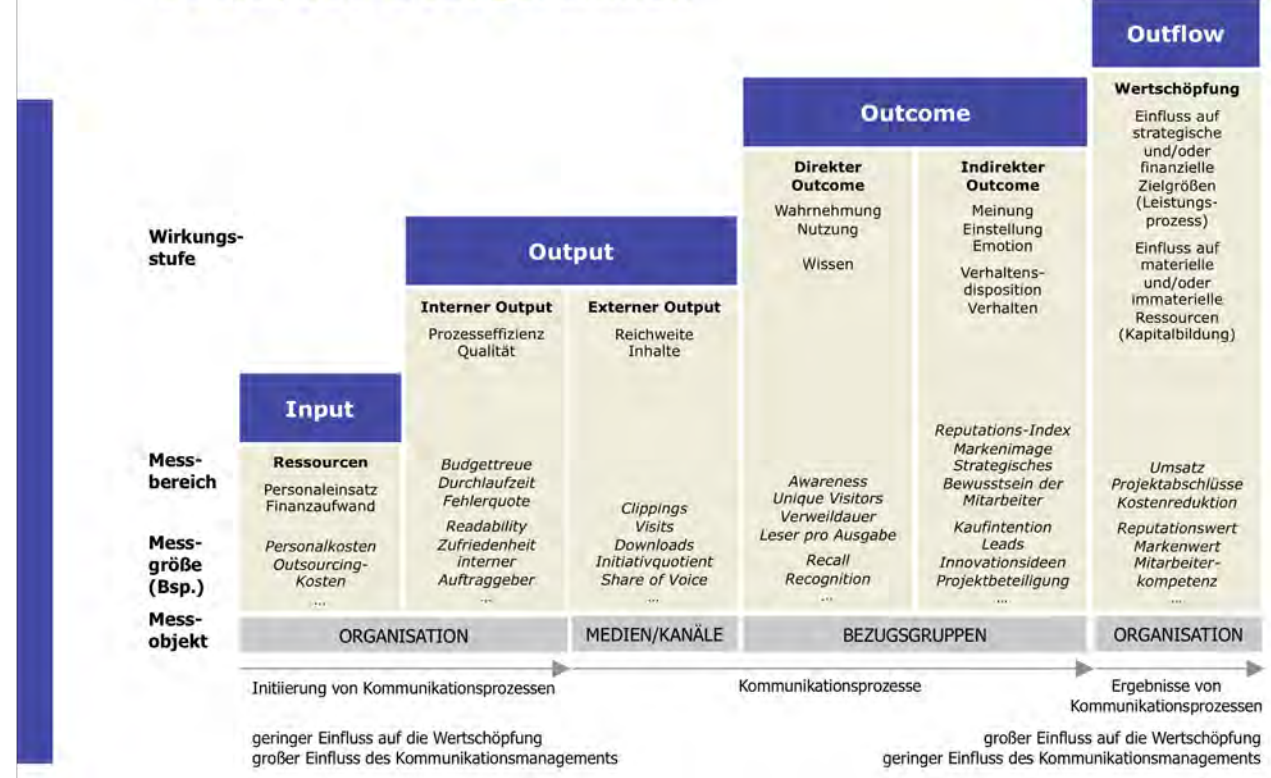 Outflow
Wertschöpfung
Einfluss auf
strategische
und/oder
finanzielle
Zielgrößen
(Leistungs-
prozess)
Einfluss auf
materielle
und/oder
immaterielle
Ressourcen
(Kapitalbildung)
Outcome
Direkter
Outcome
Wahrnehmung
Nutzung
Wissen
Indirekter
Outcome
Meinung
Einstellung
Emotion
Verhaltens-
disposition
Verhalten
Wirkungs-
stufe
Output
Interner Output
Prozesseffizienz
Qualität
Externer Output
Reichweite
Inhalte
Input
Ressourcen
Personaleinsatz
Finanzaufwand
Mess-
bereich
Mess-
größe
(Bsp.)
Personalkosten
Outsourcing-
Kosten
...
Budgettreue
Durchlaufzeit
Fehlerquote
Readability
Zufriedenheit
interner
Auftraggeber
...
Clippings
Visits
Downloads
Initiativquotient
Share of Voice
...
Awareness
Unique Visitors
Verweildauer
Leser pro Ausgabe
Recall
Recognition
...
Reputations-Index
Markenimage
Strategisches
Bewusstsein der
Mitarbeiter
Kaufintention
Leads
Innovationsideen
Projektbeteiligung
...
Umsatz
Projektabschlüsse
Kostenreduktion
Reputationswert
Markenwert
Mitarbeiter-
kompetenz
...
Mess-
objekt
ORGANISATION
MEDIEN/KANÄLE
BEZUGSGRUPPEN
ORGANISATION
Initiierung von Kommunikationsprozessen
Kommunikationsprozesse
Ergebnisse von
Kommunikationsprozessen
geringer Einfluss auf die Wertschöpfung
großer Einfluss des Kommunikationsmanagements
großer Einfluss auf die Wertschöpfung
geringer Einfluss des Kommunikationsmanagements